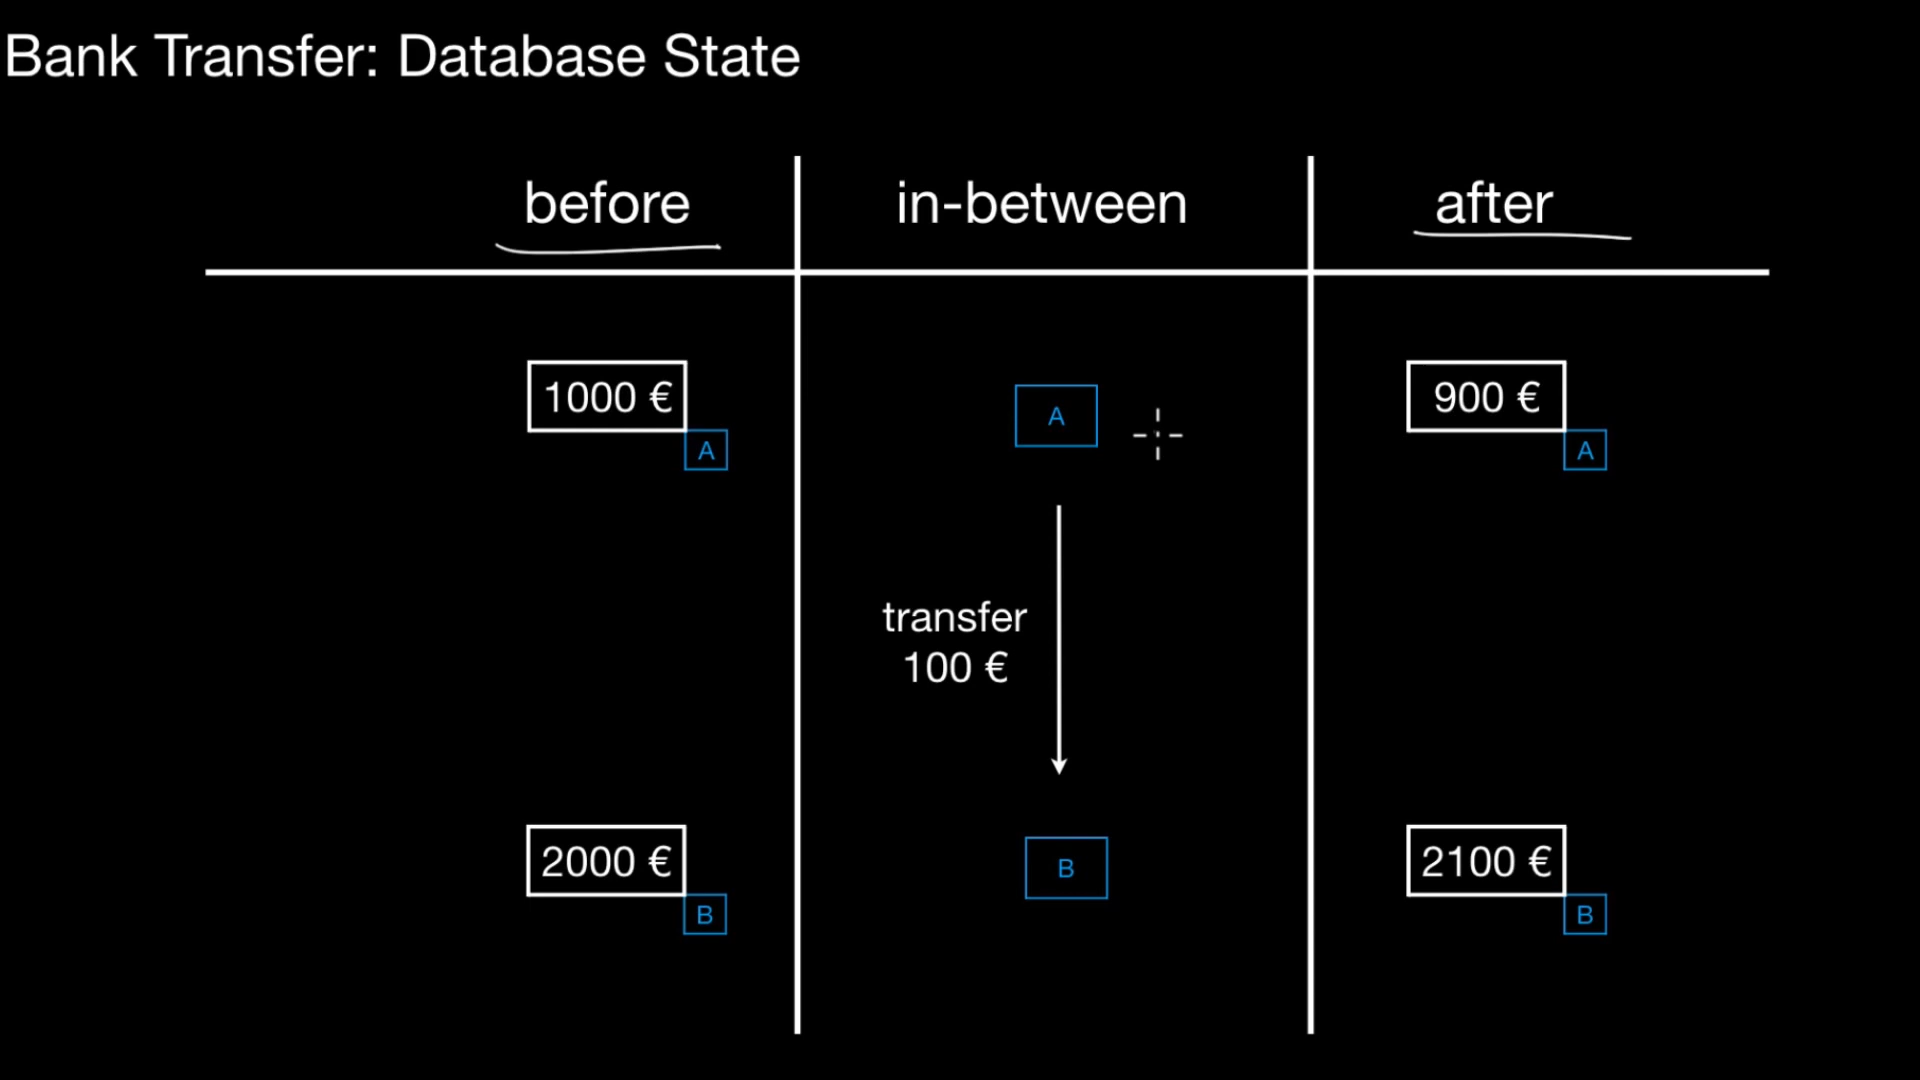 Bank Transfer: Database State
before
in-between
after
1000 €
A
A
900 €
A
transfer
100 €
2000 €
B
B
2100 €
B